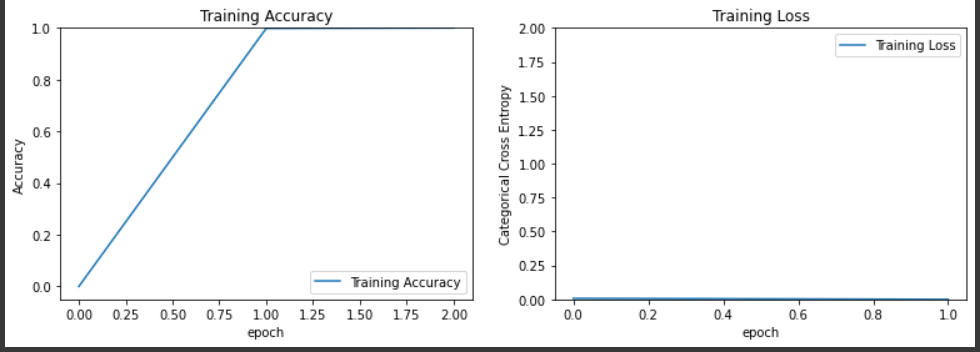 Training Accuracy
1.0
0.8
0.6
0.4
0.2
0.0
Accuracy
Training Accuracy
0.00 0.25 0.50 0.75 1.00 1.25 1.50 1.75 2.00
epoch
Training Loss
2.00
1.75
1.50
1.25
1.00
0.75
0.50
0.25
0.00
Categorical Cross Entropy
Training Loss
0.0 0.2 0.4 0.6 0.8 1.0
epoch